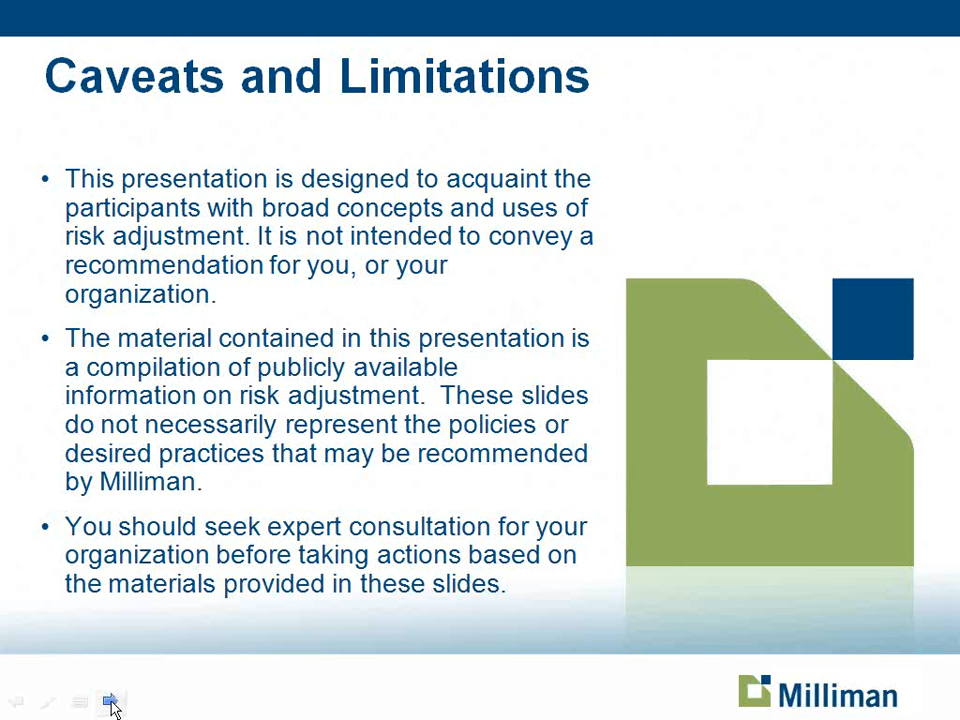 Caveats and Limitations
• This presentation is designed to acquaint the
participants with broad concepts and uses of
risk adjustment. It is not intended to convey a
recommendation for you, or your
organization.
• The material contained in this presentation is
a compilation of publicly available
information on risk adjustment.  These slides
do not necessarily represent the policies or
desired practices that may be recommended
by Milliman.
• You should seek expert consultation for your
organization before taking actions based on
the materials provided in these slides.
Milliman